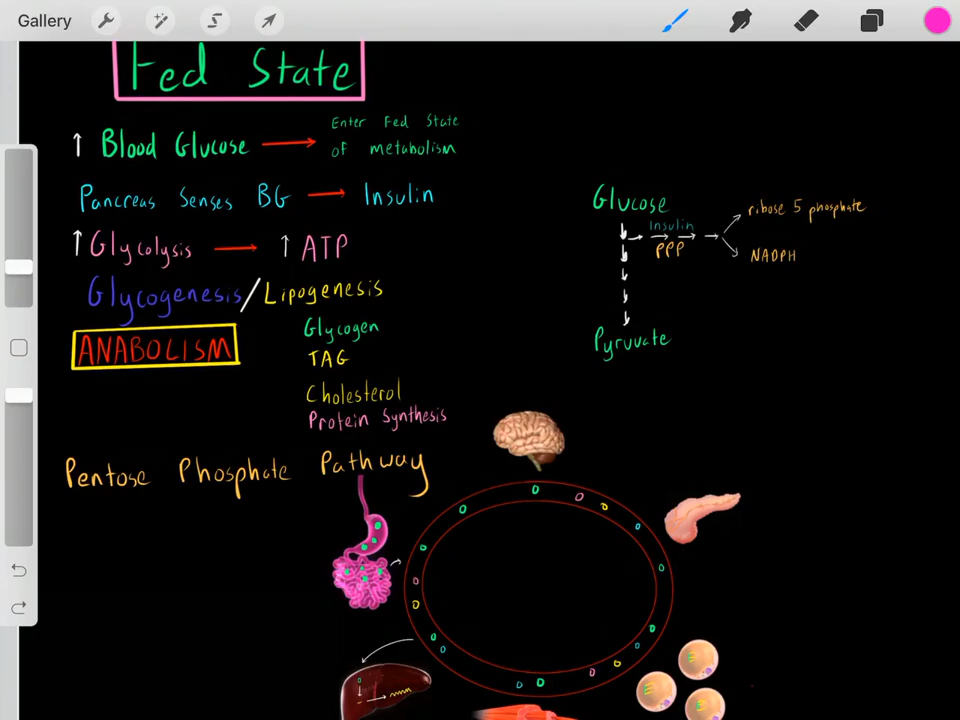 Gallery
Fed State
↑ Blood Glucose → Enter Fed State
of metabolism
Pancreas Senses BG → Insulin
↑ Glycolysis → ↑ ATP
Glycogenesis / Lipogenesis
Glycogen
ANABOLISM
TAG
Cholesterol
Protein Synthesis
Pentose Phosphate Pathway
Glucose
Insulin
PPP
ribose 5 phosphate
NADPH
Pyruvate